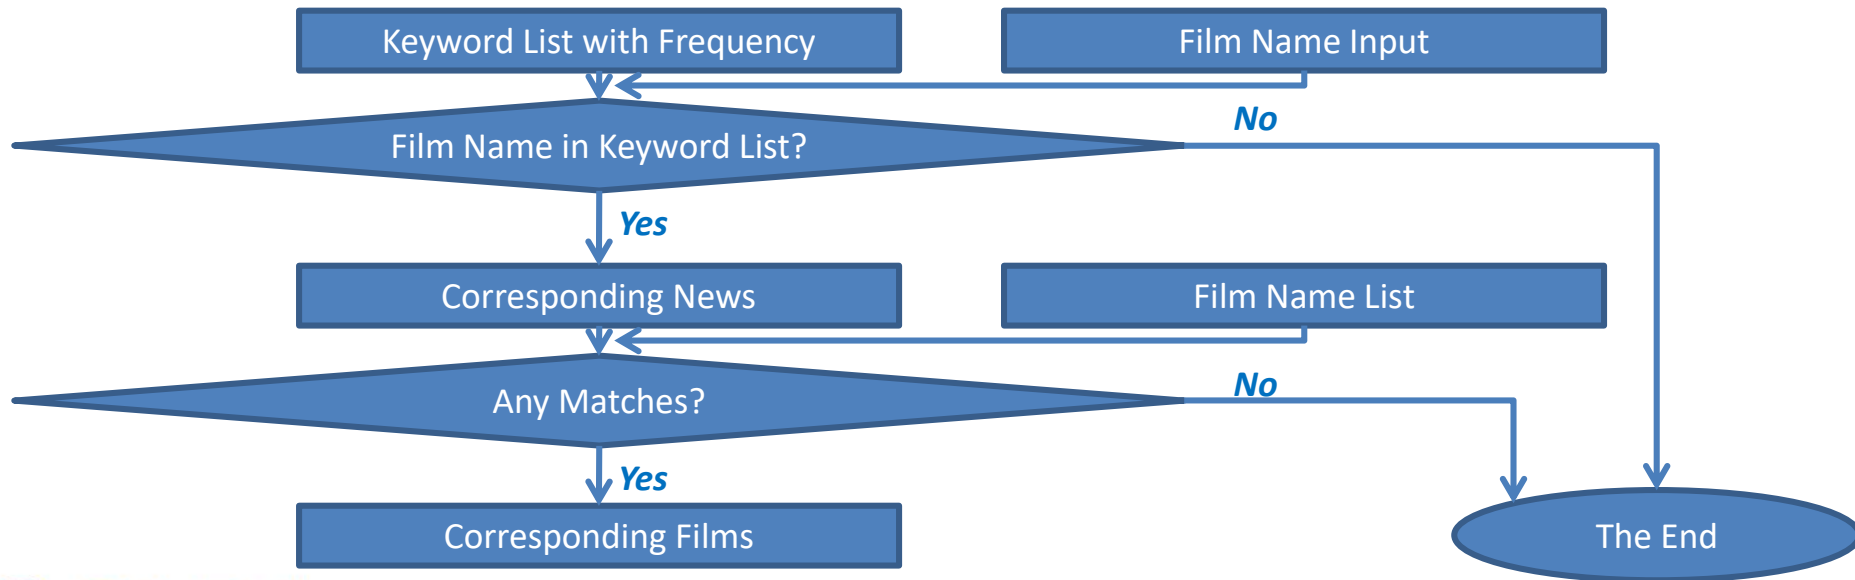 Keyword List with Frequency
Film Name Input
No
Film Name in Keyword List?
Yes
Corresponding News
Film Name List
No
Any Matches?
Yes
Corresponding Films
The End